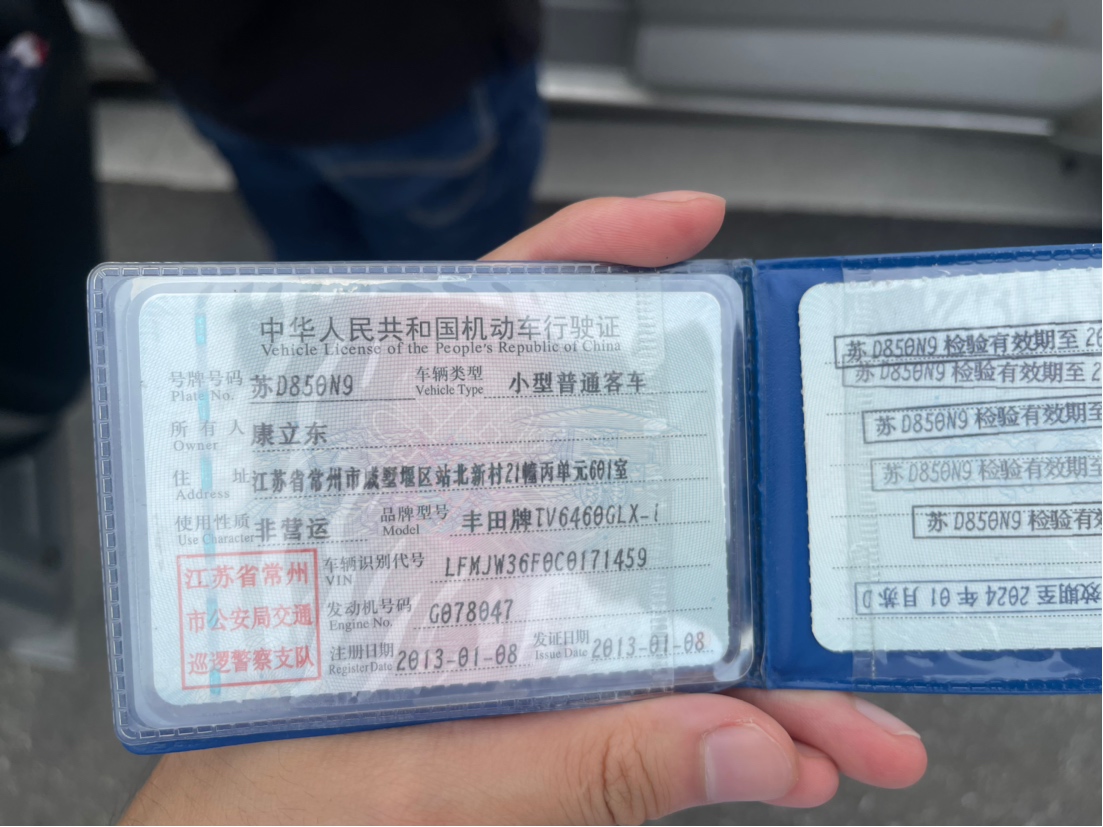 中华人民共和国机动车行驶证
Vehicle License of the People's Republic of China
号牌号码 苏D850N9 车辆类型 小型普通客车
Plate No. Vehicle Type
所有人 康立东
Owner
住址 江苏省常州市戚墅堰区站北新村21幢丙单元601室
Address
使用性质 非营运 品牌型号 丰田牌TV6460GLX-i
Use Character Model
江苏省常州
市公安局交通
巡逻警察支队
车辆识别代号 LFMJW36F0C0171459
VIN
发动机号码 G078047
Engine No.
注册日期 2013-01-08 发证日期 2013-01-08
Register Date Issue Date
苏D850N9 检验有效期至 20
苏D850N9 检验有效期至 2
苏D850N9 检验有效期至
苏D850N9 检验有效期至
苏D850N9 检验有效
效期至 2024 年 01 月 苏 D